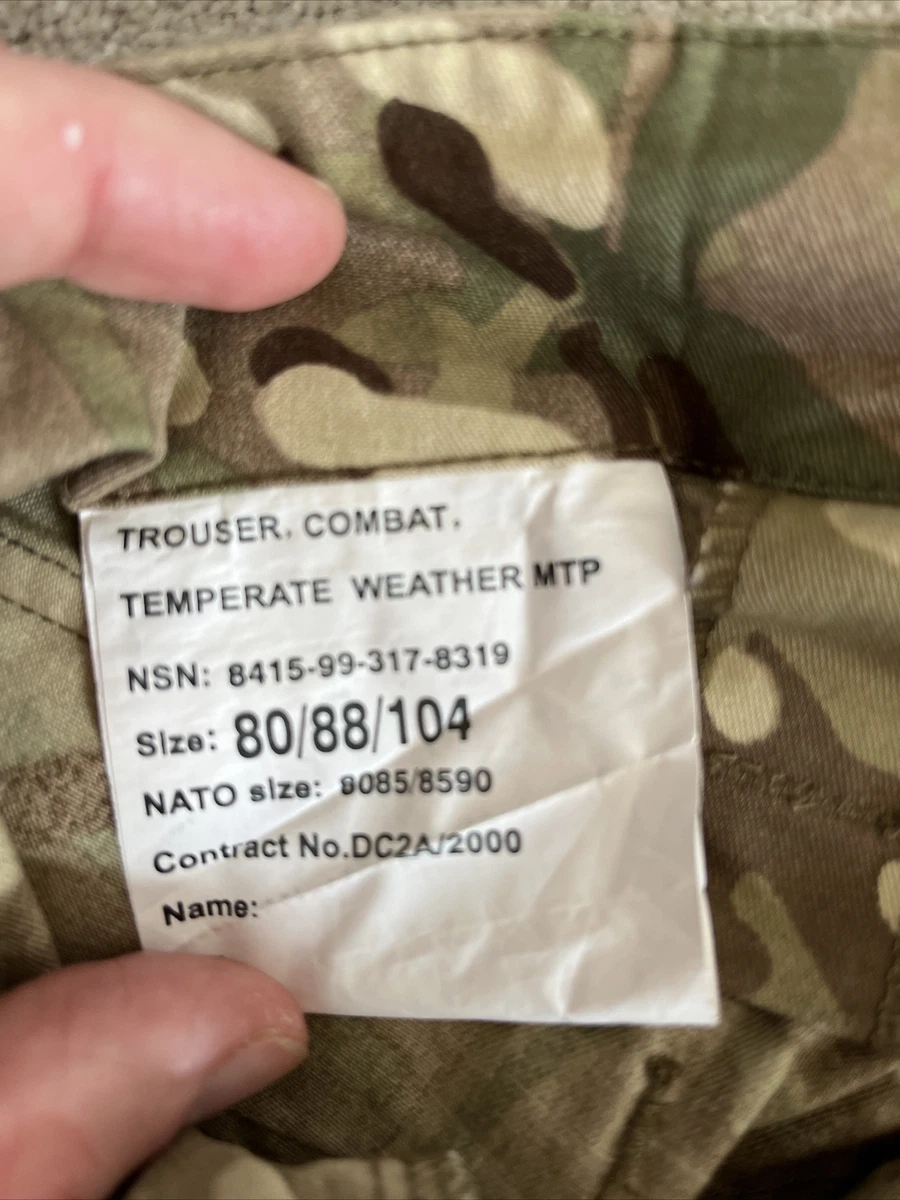 TROUSER, COMBAT,
TEMPERATE WEATHER MTP
NSN: 8415-99-317-8319
Size: 80/88/104
NATO size: 8085/8590
Contract No.DC2A/2000
Name: